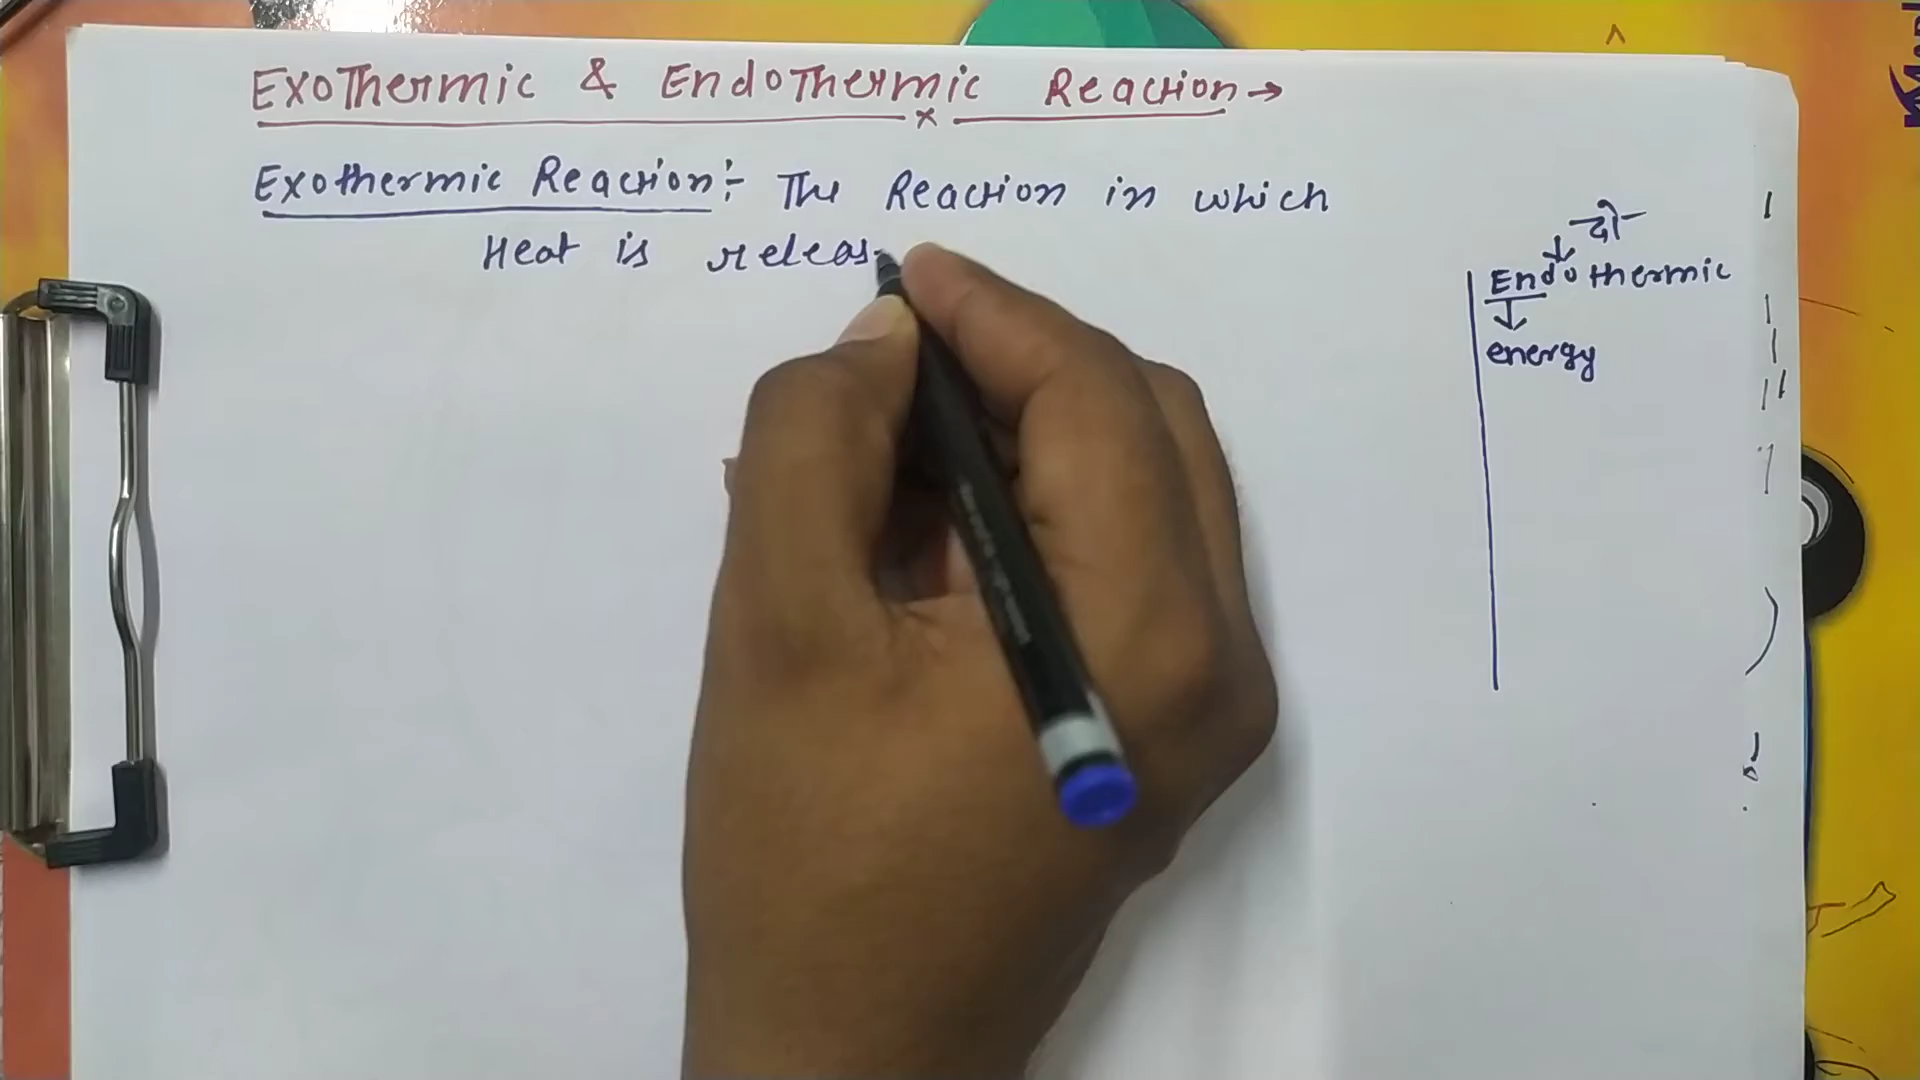 Exothermic & Endothermic Reaction→
Exothermic Reaction:- The Reaction in which
Heat is releas
दो
Endothermic
energy